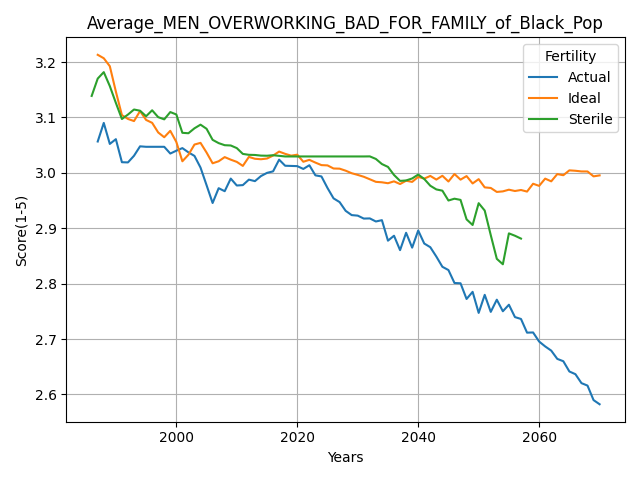 Average_MEN_OVERWORKING_BAD_FOR_FAMILY_of_Black_Pop
Fertility
Actual
Ideal
Sterile
Score(1-5)
3.2
3.1
3.0
2.9
2.8
2.7
2.6
2000
2020
2040
2060
Years